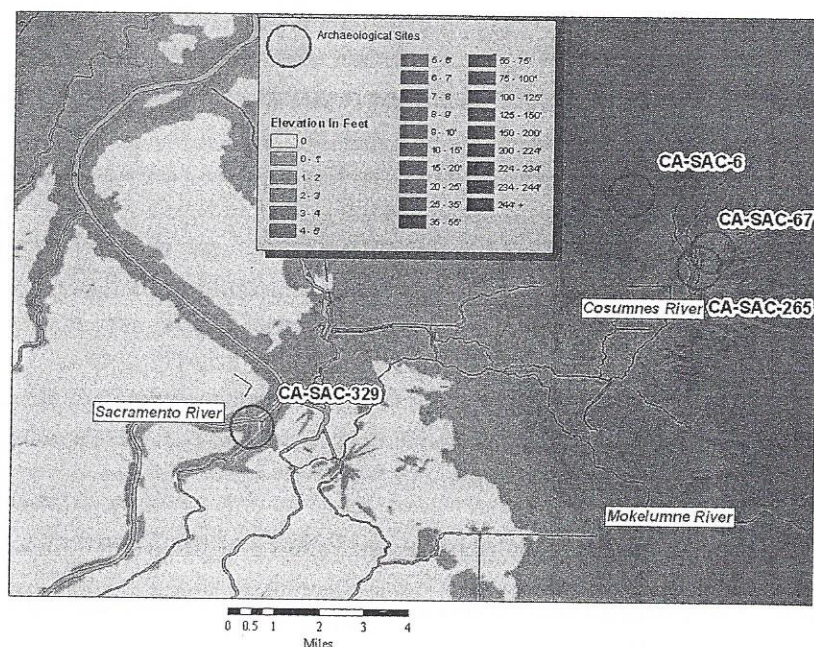 Archaeological Sites
Elevation In Feet
0
0 - 1'
1 - 2'
2 - 3'
3 - 4'
4 - 5'
5 - 6'
6 - 7'
7 - 8'
8 - 9'
9 - 10'
10 - 15'
15 - 20'
20 - 25'
25 - 35'
35 - 55'
55 - 75'
75 - 100'
100 - 125'
125 - 150'
150 - 200'
200 - 224'
224 - 234'
234 - 244'
244' +
CA-SAC-6
CA-SAC-67
Cosumnes River
CA-SAC-265
CA-SAC-329
Sacramento River
Mokelumne River
0 0.5 1 2 3 4
Miles